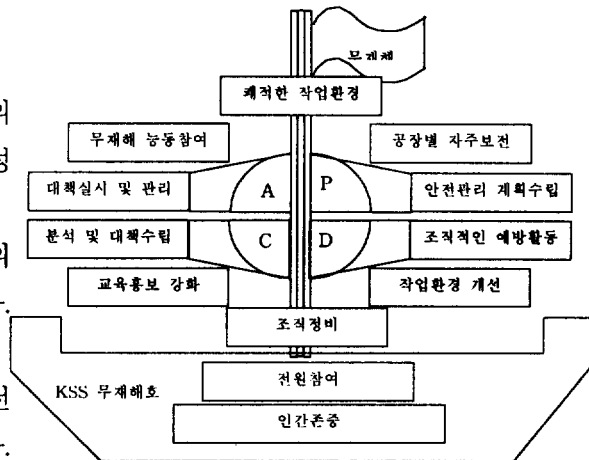 무재해
쾌적한 작업환경
무재해 능동참여
공장별 자주보전
의
정
대책실시 및 관리
A
P
안전관리 계획수립
분석 및 대책수립
C
D
조직적인 예방활동
의
교육홍보 강화
작업환경 개선
조직정비
KSS 무재해호
전원참여
인간존중